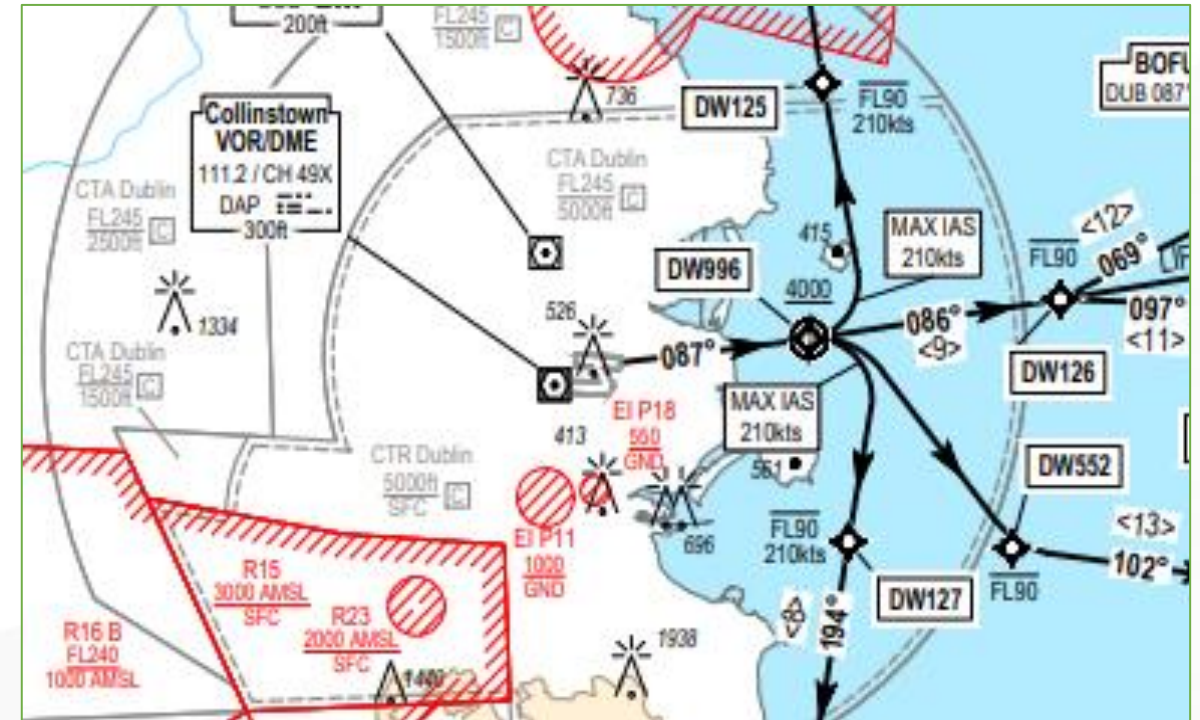 200ft
FL245
1500ft
C
736
DW125
FL90
210kts
BOFU
DUB 087°
Collinstown
VOR/DME
111.2 / CH 49X
DAP
300ft
CTA Dublin
FL245
2500ft
C
CTA Dublin
FL245
5000ft
C
415
MAX IAS
210kts
DW996
4000
<12>
069°
FL90
1334
526
087°
086°
<9>
097°
<11>
CTA Dublin
FL245
1500ft
C
DW126
EI P18
550
GND
MAX IAS
210kts
413
561
CTR Dublin
5000ft
SFC
C
DW552
EI P11
1000
GND
696
FL90
210kts
<13>
102°
FL90
DW127
R15
3000 AMSL
SFC
R23
2000 AMSL
SFC
R16 B
FL240
1000 AMSL
194°
1938